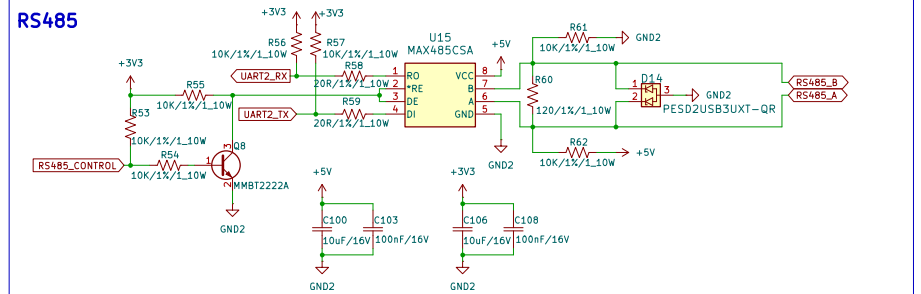 RS485
+3V3
+3V3
R56
R57
10K/1%/1_10W
10K/1%/1_10W
U15
MAX485CSA
R61
10K/1%/1_10W
GND2
+5V
+3V3
R58
20R/1%/1_10W
UART2_RX
R55
10K/1%/1_10W
1
RO
VCC
8
2
*RE
B
7
3
DE
A
6
4
DI
GND
5
R60
120/1%/1_10W
D14
1
2
3
GND2
PESD2USB3UXT-QR
RS485_B
RS485_A
R53
10K/1%/1_10W
UART2_TX
R59
20R/1%/1_10W
GND2
R62
10K/1%/1_10W
+5V
RS485_CONTROL
R54
10K/1%/1_10W
1
3
2
Q8
MMBT2222A
GND2
+5V
C100
10uF/16V
C103
100nF/16V
GND2
+3V3
C106
10uF/16V
C108
100nF/16V
GND2